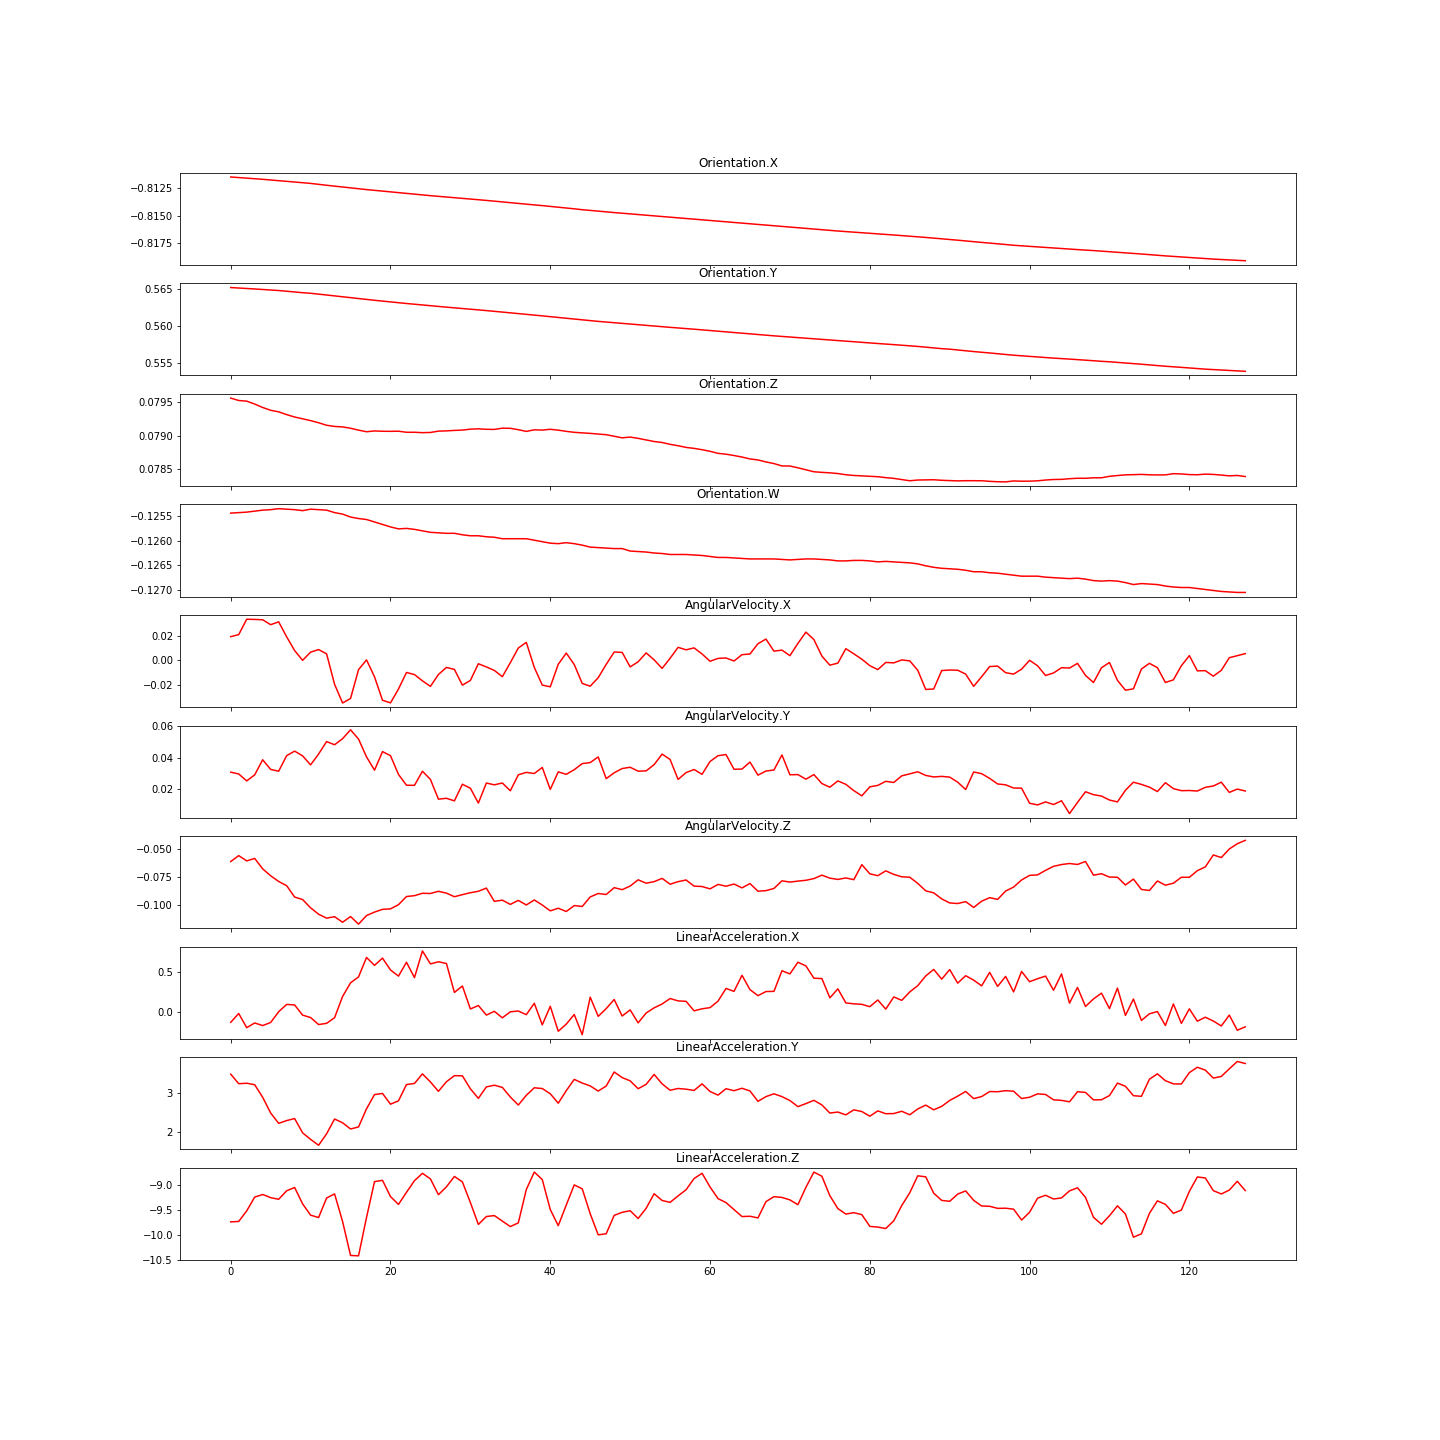 Orientation.X
−0.8125
−0.8150
−0.8175
Orientation.Y
0.565
0.560
0.555
Orientation.Z
0.0795
0.0790
0.0785
Orientation.W
−0.1255
−0.1260
−0.1265
−0.1270
AngularVelocity.X
0.02
0.00
−0.02
AngularVelocity.Y
0.06
0.04
0.02
AngularVelocity.Z
−0.050
−0.075
−0.100
LinearAcceleration.X
0.5
0.0
LinearAcceleration.Y
3
2
LinearAcceleration.Z
−9.0
−9.5
−10.0
−10.5
0 20 40 60 80 100 120